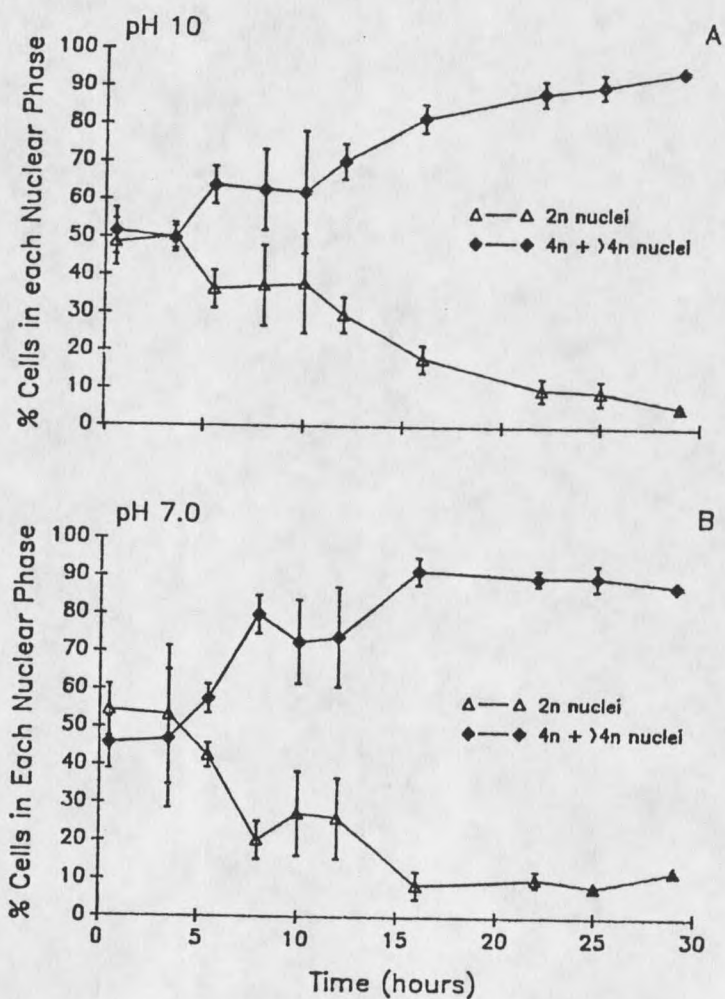 pH 10
A
% Cells in each Nuclear Phase
100
90
80
70
60
50
40
30
20
10
0
2n nuclei
4n + >4n nuclei
pH 7.0
B
% Cells in Each Nuclear Phase
100
90
80
70
60
50
40
30
20
10
0
2n nuclei
4n + >4n nuclei
0 5 10 15 20 25 30
Time (hours)